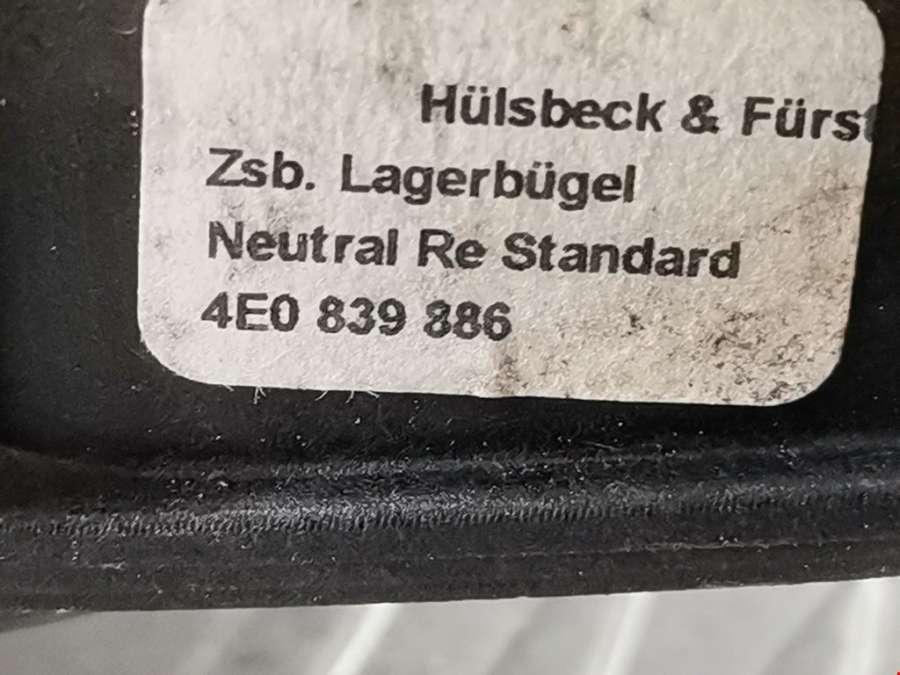 Hülsbeck & Fürst
Zsb. Lagerbügel
Neutral Re Standard
4E0 839 886